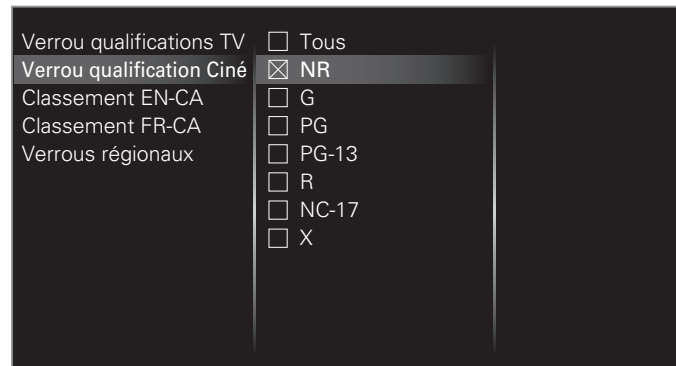 Verrou qualifications TV
Verrou qualification Ciné
Classement EN-CA
Classement FR-CA
Verrous régionaux
Tous
NR
G
PG
PG-13
R
NC-17
X